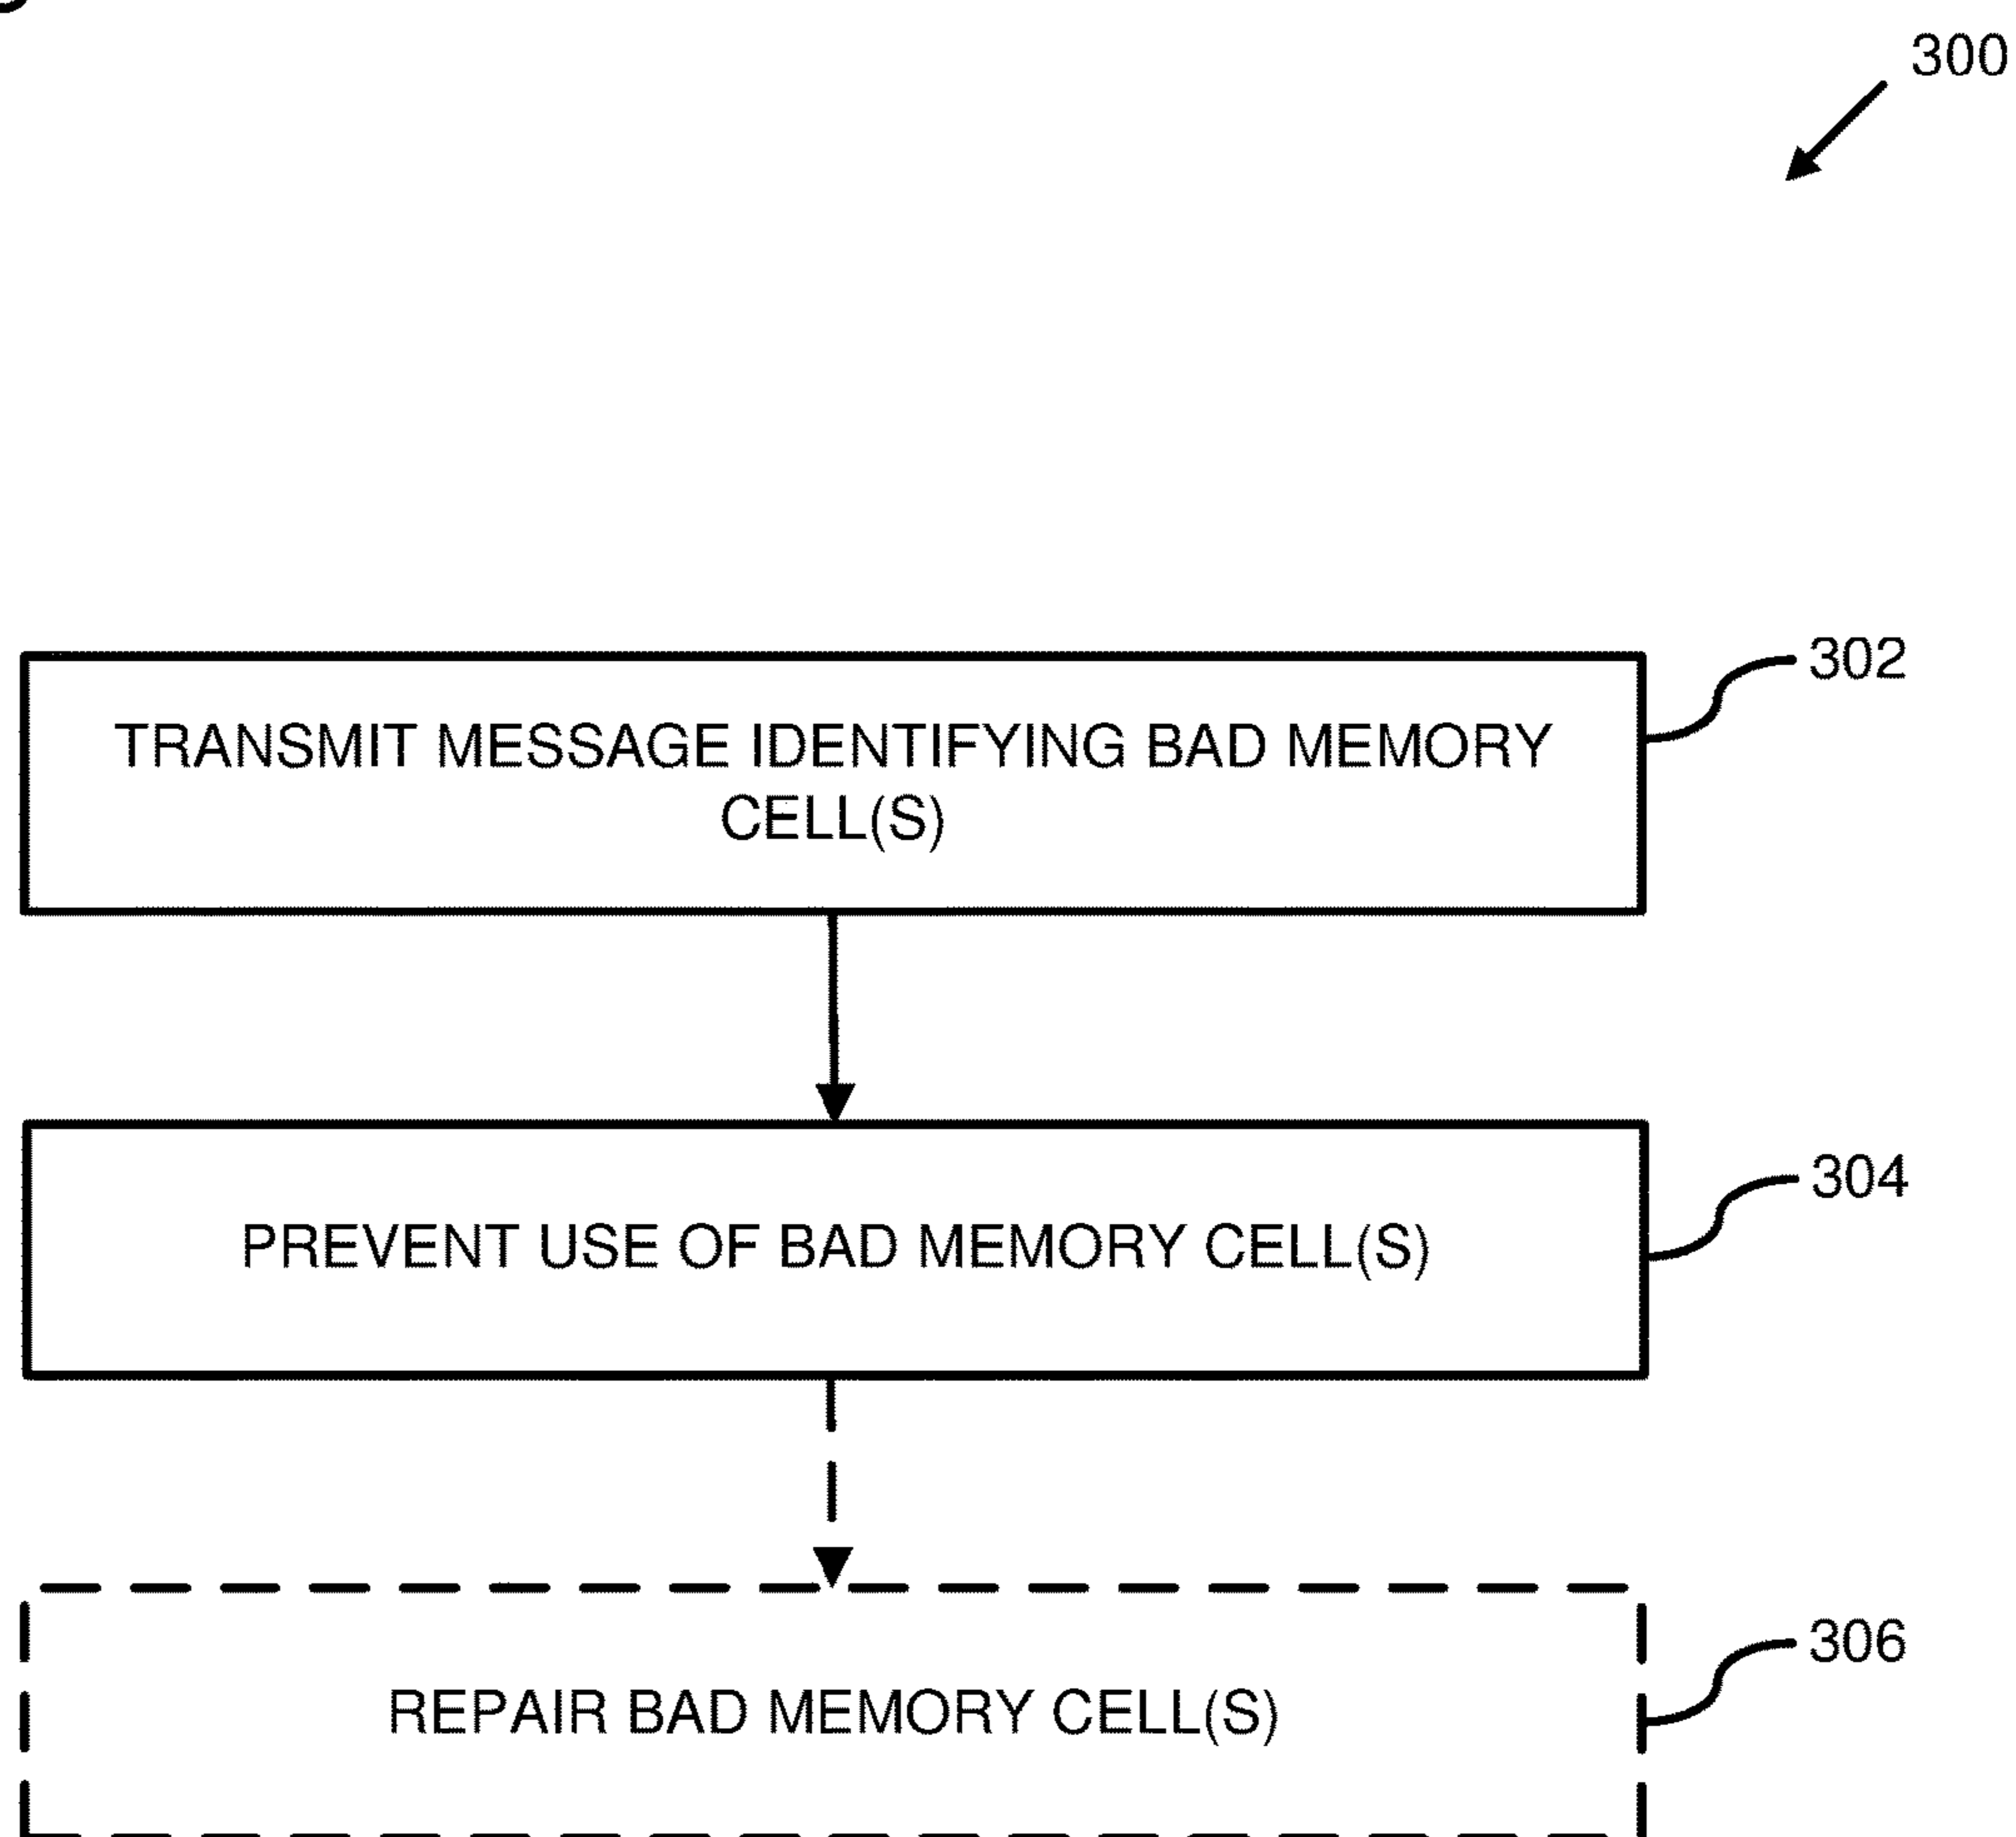 300
302
TRANSMIT MESSAGE IDENTIFYING BAD MEMORY
CELL(S)
304
PREVENT USE OF BAD MEMORY CELL(S)
306
REPAIR BAD MEMORY CELL(S)